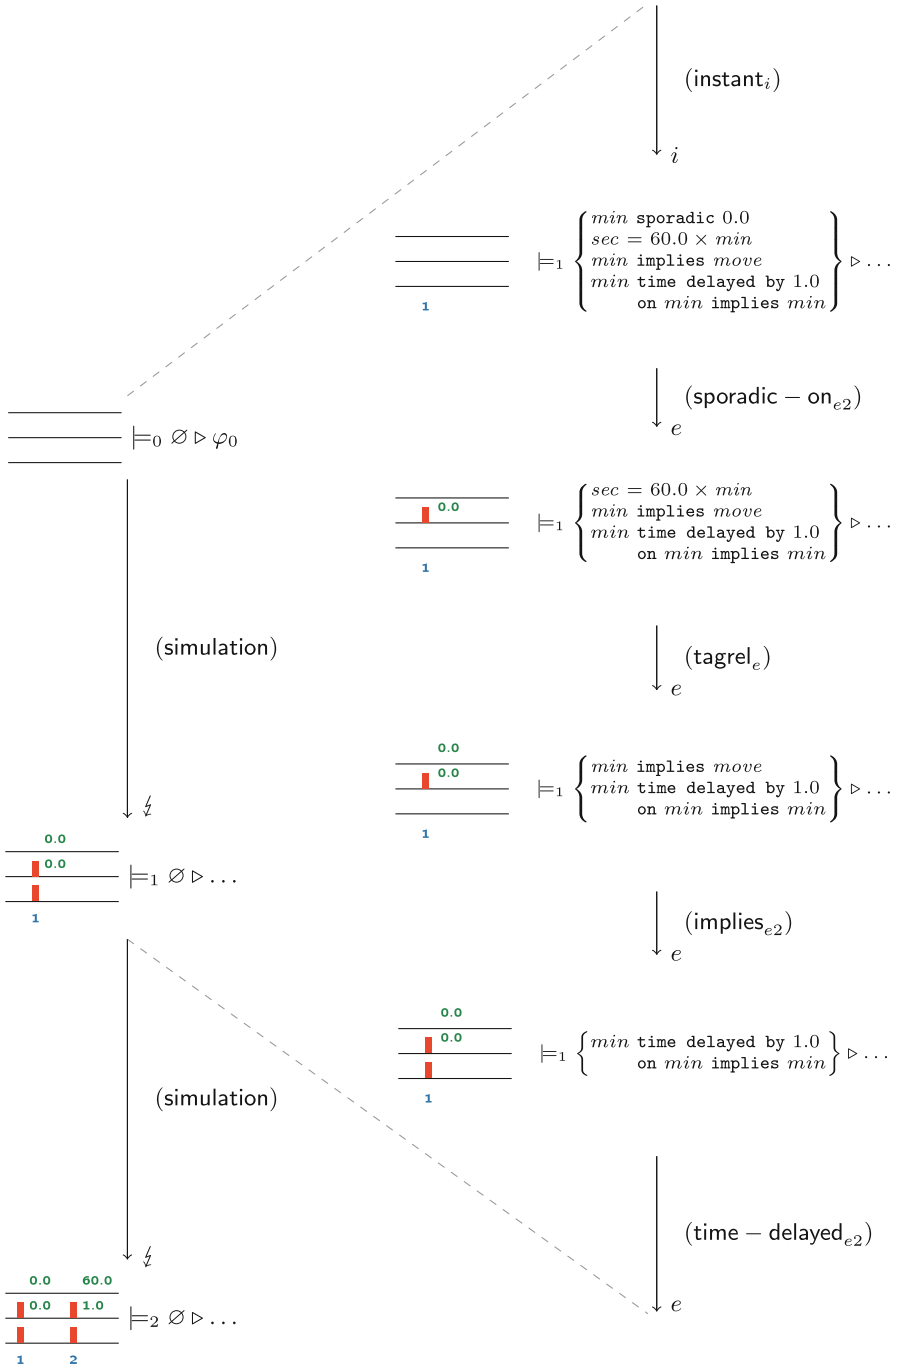 (instant_i)
i
min sporadic 0.0
sec = 60.0 × min
min implies move
min time delayed by 1.0
on min implies min
⊨₁ { } ▷ …
1
(sporadic − on_e2)
e
⊨₀ ∅ ▷ φ₀
0.0
sec = 60.0 × min
min implies move
min time delayed by 1.0
on min implies min
⊨₁ { } ▷ …
1
(simulation)
(tagrel_e)
e
0.0
0.0
min implies move
min time delayed by 1.0
on min implies min
⊨₁ { } ▷ …
1
↯
0.0
0.0
⊨₁ ∅ ▷ …
1
(implies_e2)
e
0.0
0.0
min time delayed by 1.0
on min implies min
⊨₁ { } ▷ …
1
(simulation)
(time − delayed_e2)
e
↯
0.0 60.0
0.0 1.0
⊨₂ ∅ ▷ …
1 2